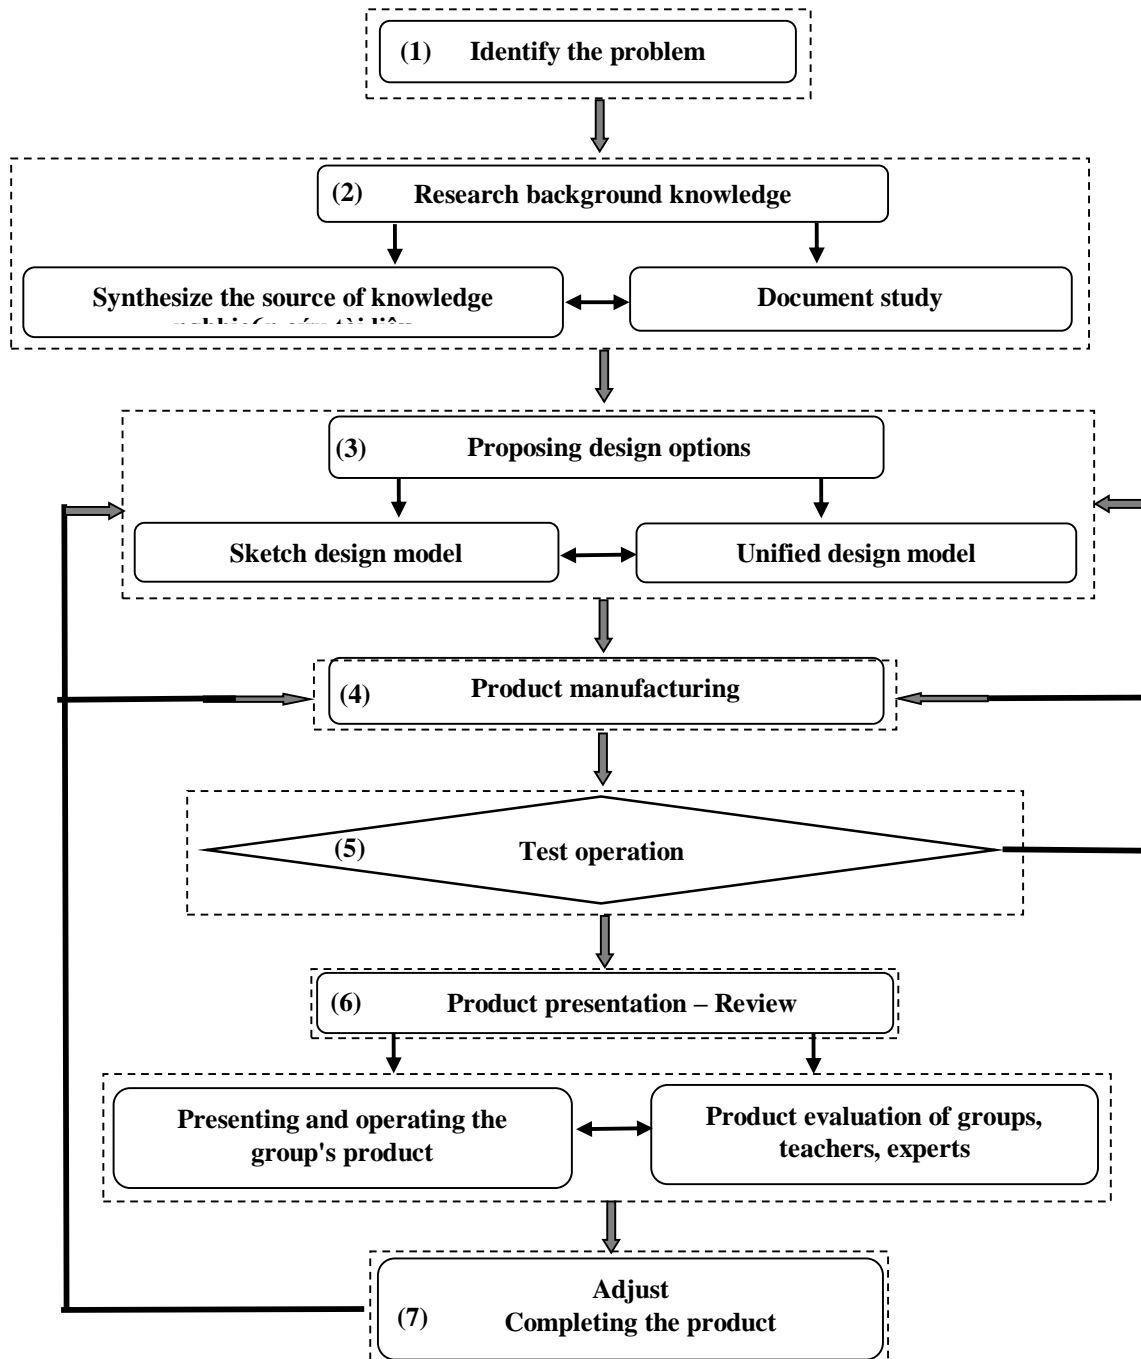 (1) Identify the problem
(2) Research background knowledge
Synthesize the source of knowledge
Document study
(3) Proposing design options
Sketch design model
Unified design model
(4) Product manufacturing
(5) Test operation
(6) Product presentation – Review
Presenting and operating the
group's product
Product evaluation of groups,
teachers, experts
Adjust
(7) Completing the product